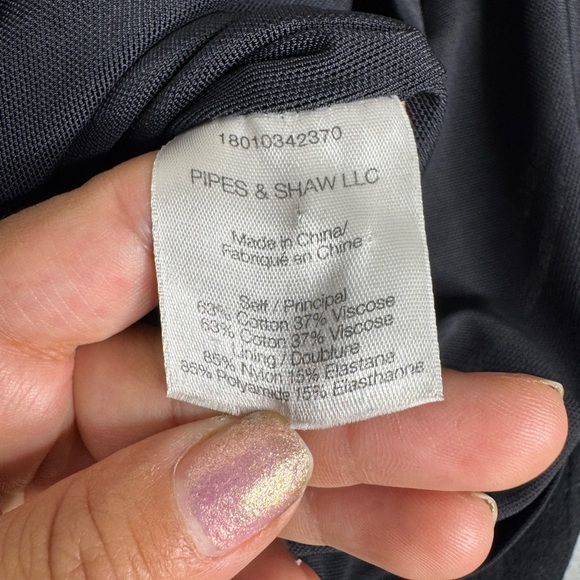 18010342370
PIPES & SHAW LLC
Made in China/
Fabriqué en Chine
Self / Principal
63% Cotton 37% Viscose
63% Coton 37% Viscose
Lining / Doublure
85% Nylon 15% Elastana
85% Polyamide 15% Elasthanne